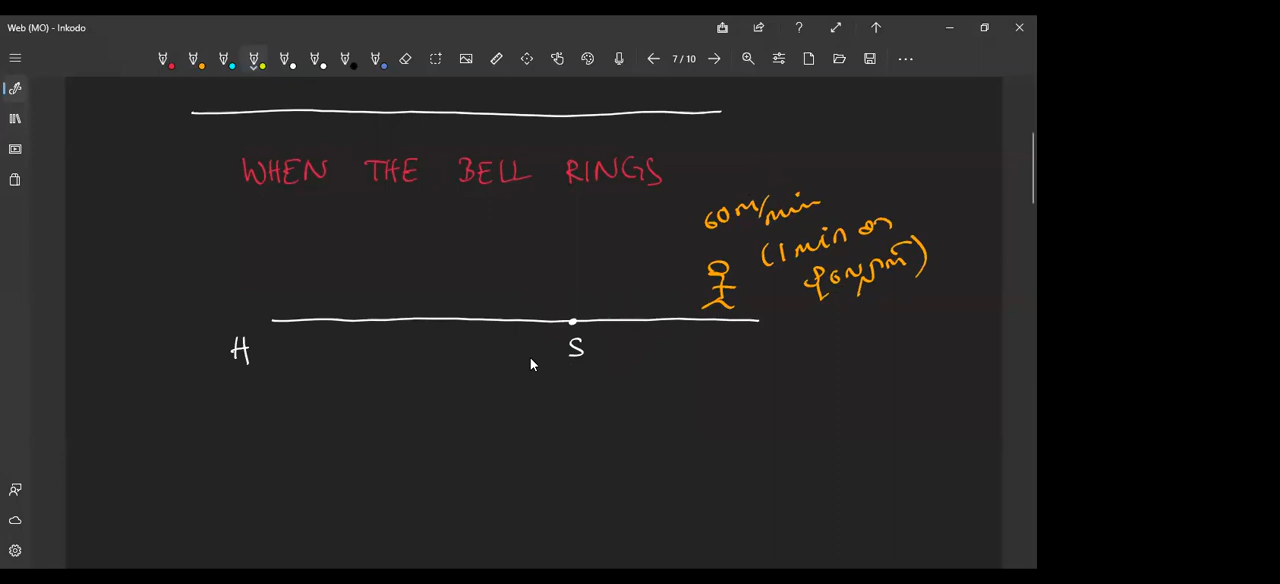 Web (MO) - Inkodo
7 / 10
WHEN THE BELL RINGS
60m/min
(1 min on
)
H
S